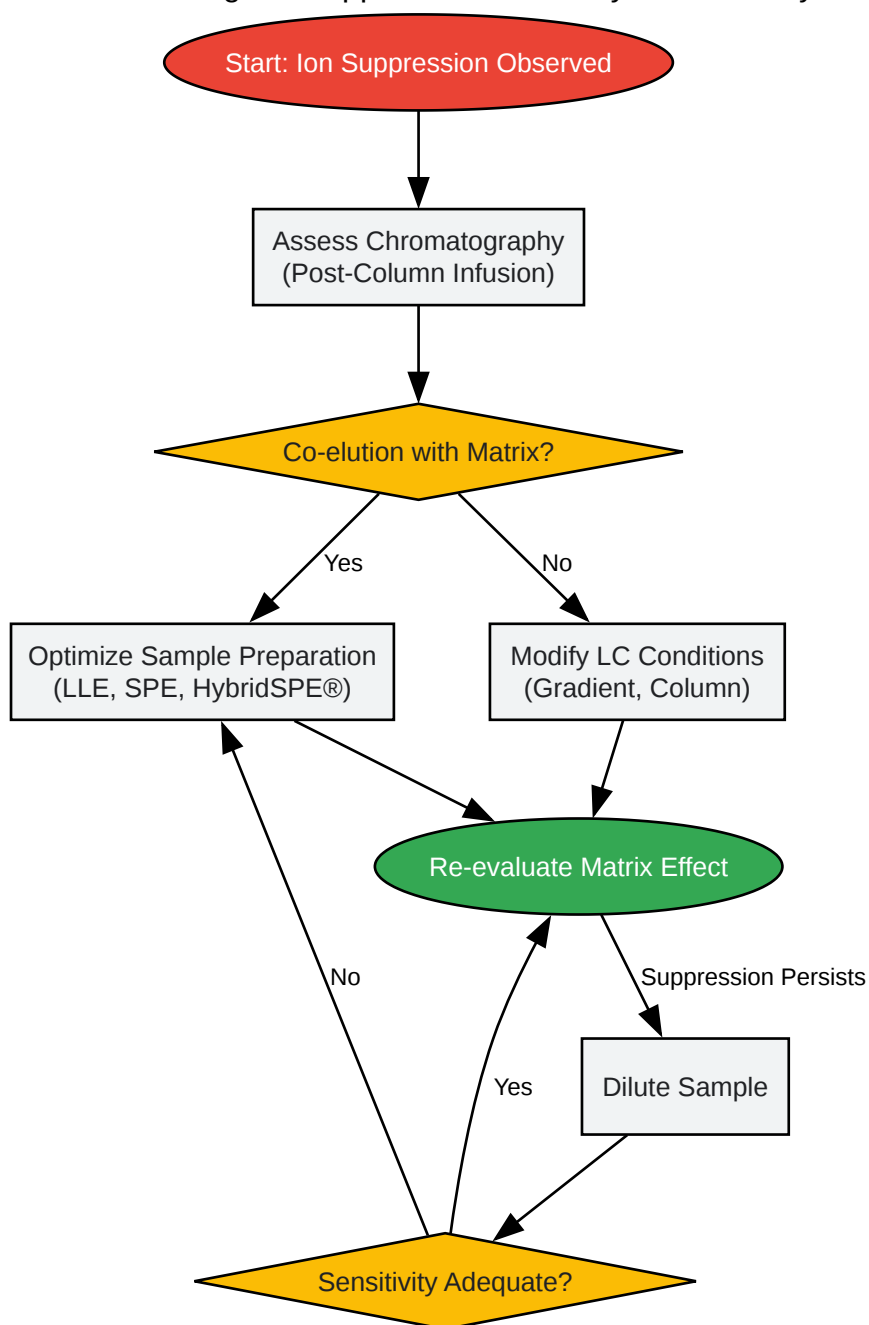 Start: Ion Suppression Observed
Assess Chromatography
(Post-Column Infusion)
Co-elution with Matrix?
Yes
No
Optimize Sample Preparation
(LLE, SPE, HybridSPE®)
Modify LC Conditions
(Gradient, Column)
Re-evaluate Matrix Effect
No
Suppression Persists
Yes
Dilute Sample
Sensitivity Adequate?